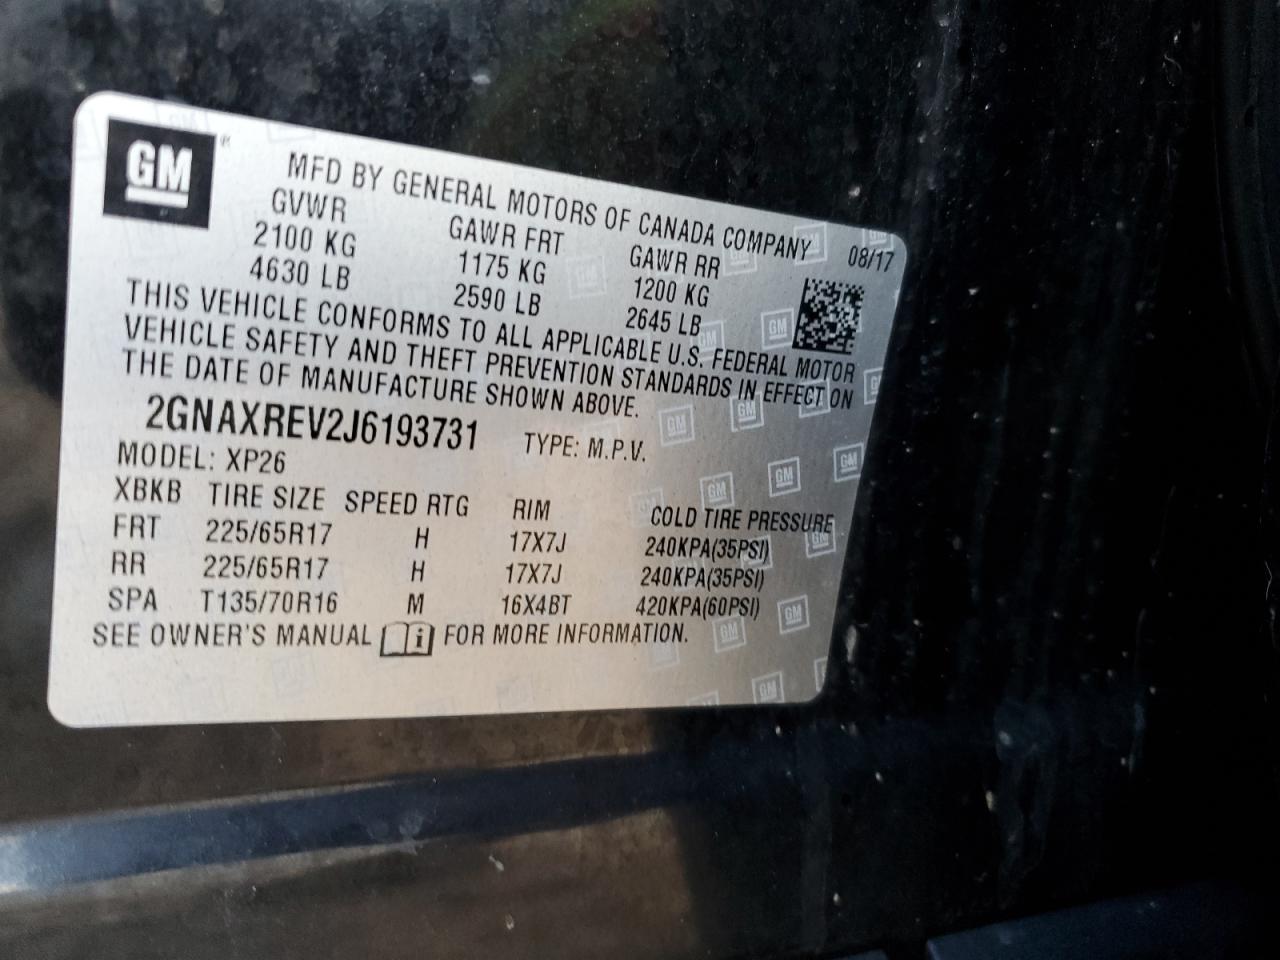 GM ®
MFD BY GENERAL MOTORS OF CANADA COMPANY
08/17
GVWR GAWR FRT GAWR RR
2100 KG 1175 KG 1200 KG
4630 LB 2590 LB 2645 LB
THIS VEHICLE CONFORMS TO ALL APPLICABLE U.S. FEDERAL MOTOR
VEHICLE SAFETY AND THEFT PREVENTION STANDARDS IN EFFECT ON
THE DATE OF MANUFACTURE SHOWN ABOVE.
2GNAXREV2J6193731 TYPE: M.P.V.
MODEL: XP26
XBKB TIRE SIZE SPEED RTG RIM COLD TIRE PRESSURE
FRT 225/65R17 H 17X7J 240KPA(35PSI)
RR 225/65R17 H 17X7J 240KPA(35PSI)
SPA T135/70R16 M 16X4BT 420KPA(60PSI)
SEE OWNER'S MANUAL i FOR MORE INFORMATION.